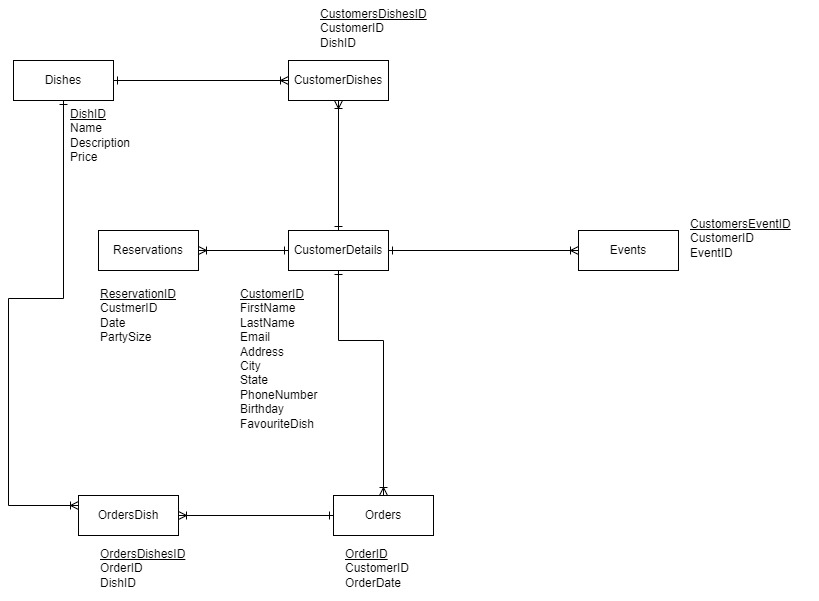 CustomersDishesID
CustomerID
DishID
Dishes
CustomerDishes
DishID
Name
Description
Price
Reservations
CustomerDetails
Events
CustomersEventID
CustomerID
EventID
ReservationID
CustmerID
Date
PartySize
CustomerID
FirstName
LastName
Email
Address
City
State
PhoneNumber
Birthday
FavouriteDish
OrdersDish
Orders
OrdersDishesID
OrderID
DishID
OrderID
CustomerID
OrderDate